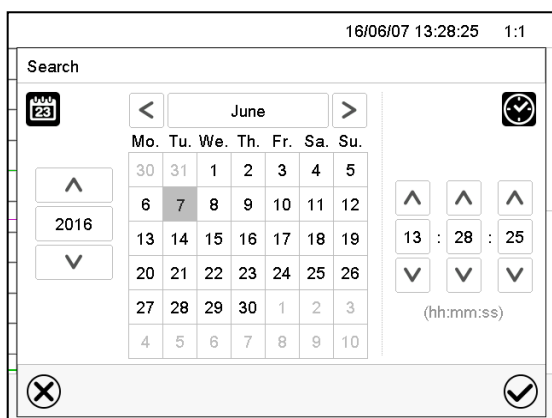 16/06/07 13:28:25 1:1
Search
23
< June >
Mo. Tu. We. Th. Fr. Sa. Su.
30 31 1 2 3 4 5
6 7 8 9 10 11 12
13 14 15 16 17 18 19
20 21 22 23 24 25 26
27 28 29 30 1 2 3
4 5 6 7 8 9 10
2016
13 : 28 : 25
(hh:mm:ss)